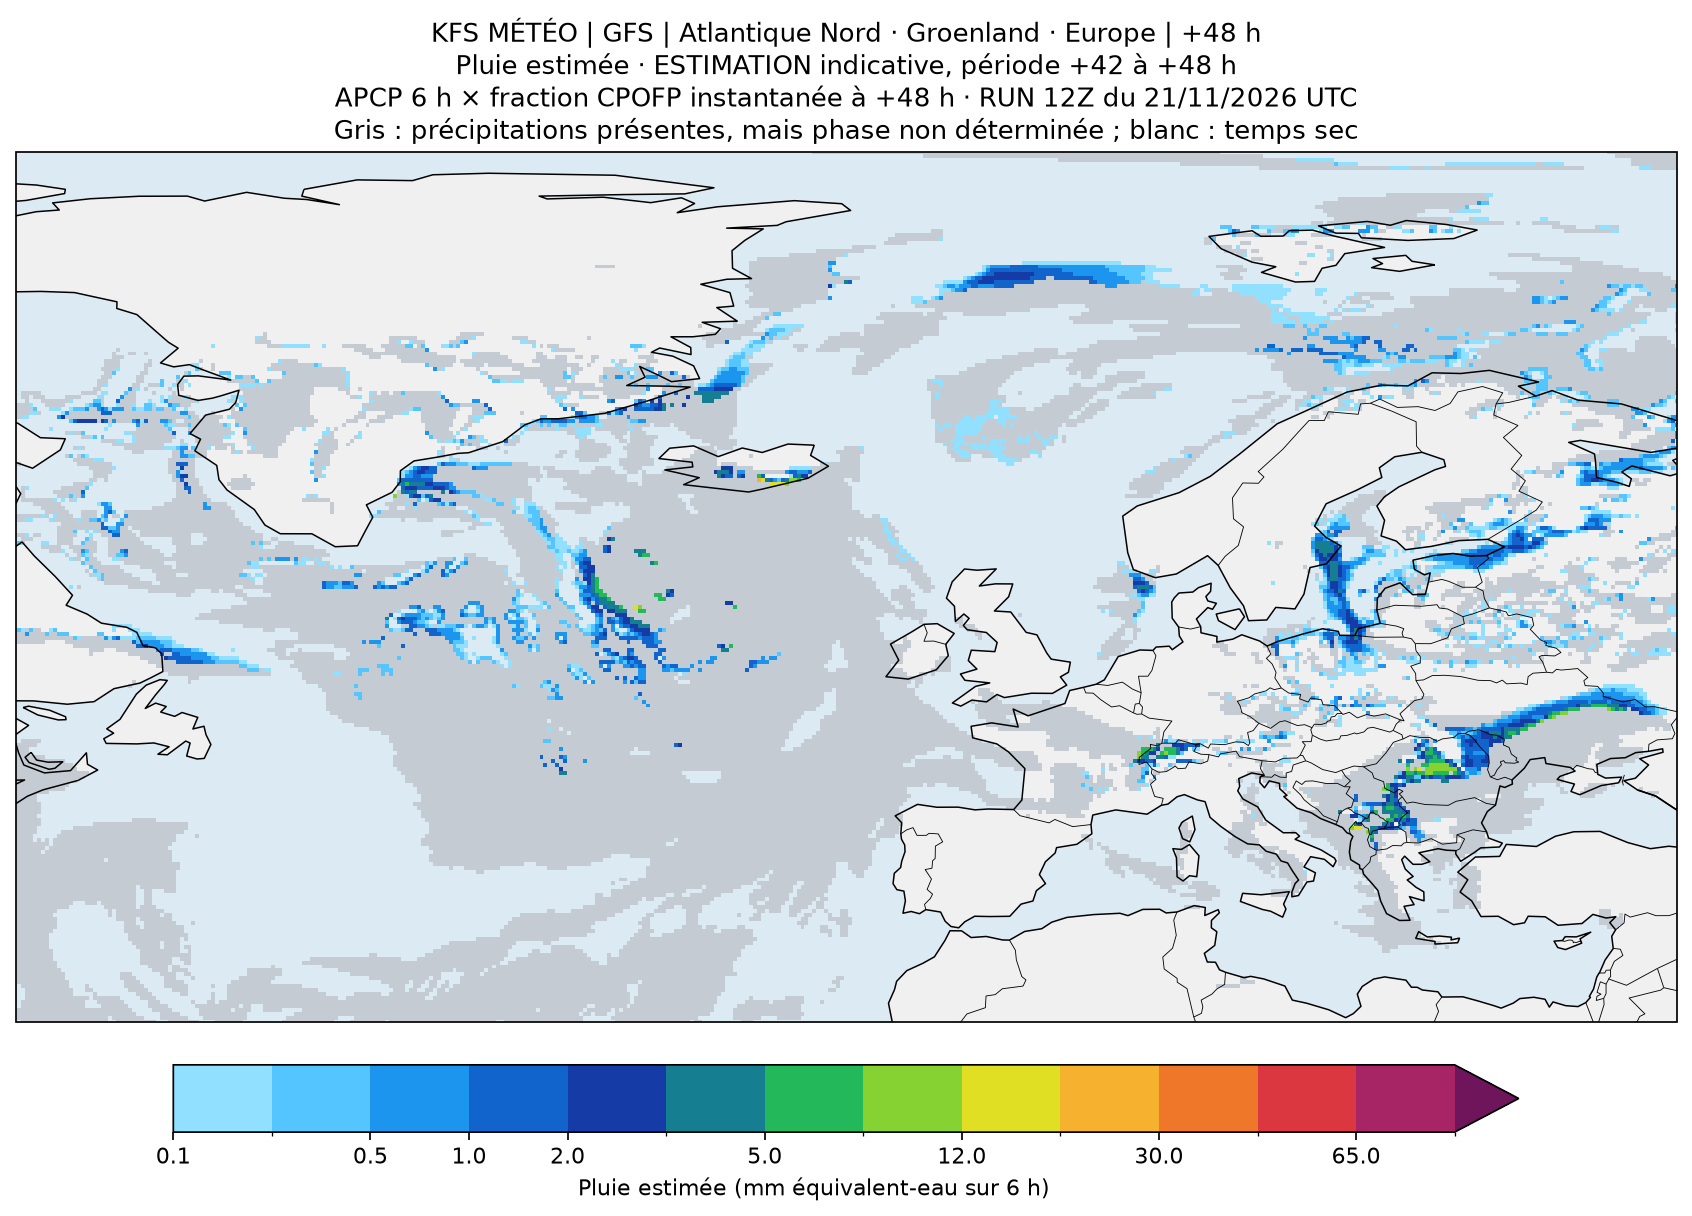 KFS MÉTÉO | GFS | Atlantique Nord · Groenland · Europe | +48 h
Pluie estimée · ESTIMATION indicative, période +42 à +48 h
APCP 6 h × fraction CPOFP instantanée à +48 h · RUN 12Z du 21/11/2026 UTC
Gris : précipitations présentes, mais phase non déterminée ; blanc : temps sec
0.1 0.5 1.0 2.0 5.0 12.0 30.0 65.0
Pluie estimée (mm équivalent-eau sur 6 h)